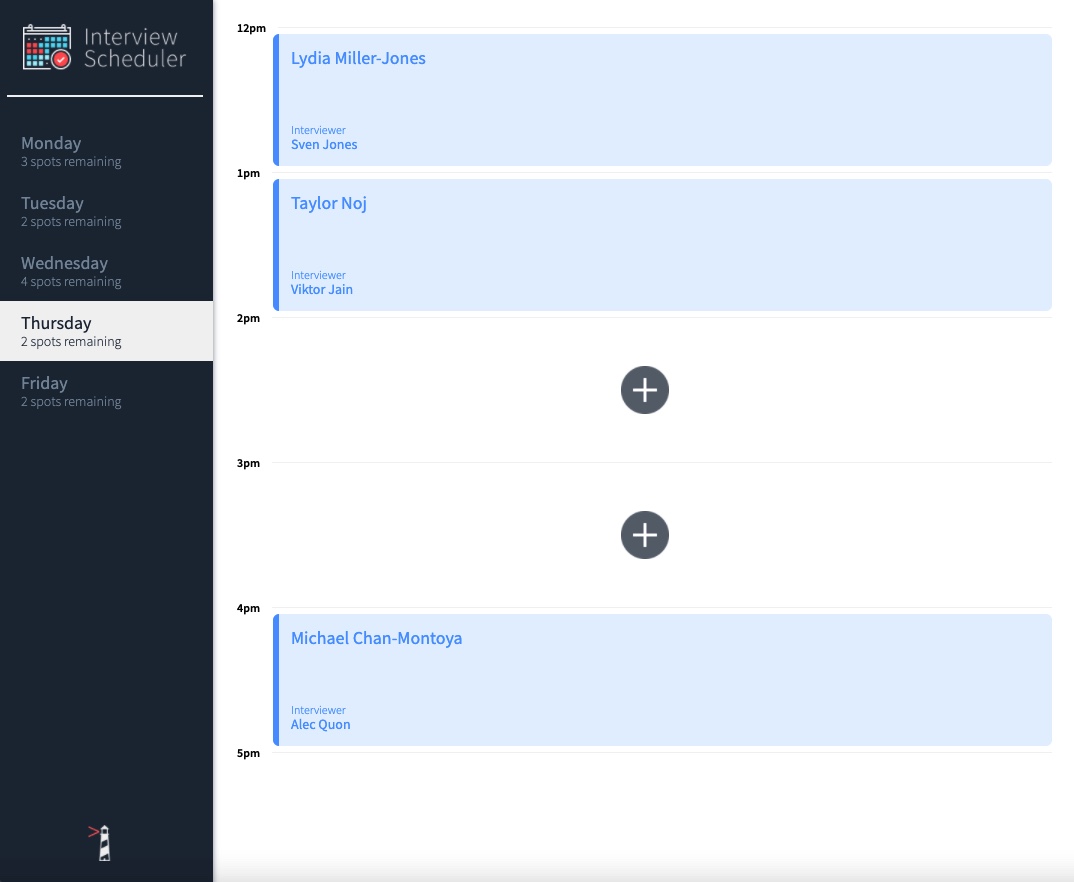 Interview
Scheduler
Monday
3 spots remaining
Tuesday
2 spots remaining
Wednesday
4 spots remaining
Thursday
2 spots remaining
Friday
2 spots remaining
12pm
Lydia Miller-Jones
Interviewer
Sven Jones
1pm
Taylor Noj
Interviewer
Viktor Jain
2pm
3pm
4pm
Michael Chan-Montoya
Interviewer
Alec Quon
5pm